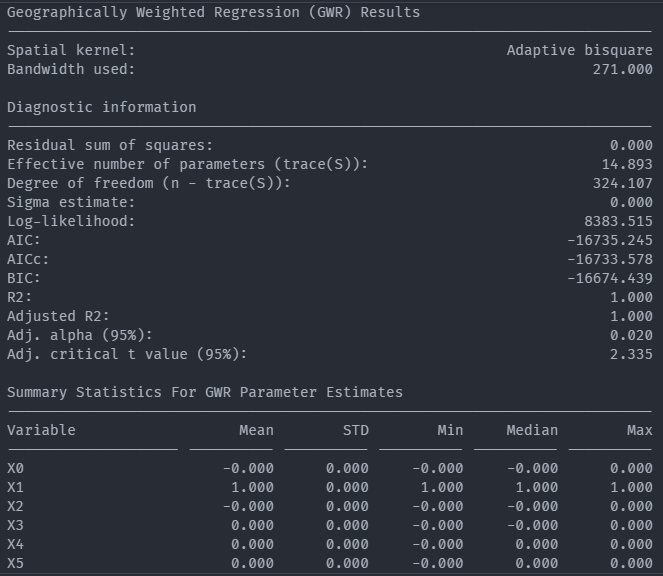 Geographically Weighted Regression (GWR) Results
Spatial kernel: Adaptive bisquare
Bandwidth used: 271.000
Diagnostic information
Residual sum of squares: 0.000
Effective number of parameters (trace(S)): 14.893
Degree of freedom (n - trace(S)): 324.107
Sigma estimate: 0.000
Log-likelihood: 8383.515
AIC: -16735.245
AICc: -16733.578
BIC: -16674.439
R2: 1.000
Adjusted R2: 1.000
Adj. alpha (95%): 0.020
Adj. critical t value (95%): 2.335
Summary Statistics For GWR Parameter Estimates
Variable Mean STD Min Median Max
X0 -0.000 0.000 -0.000 -0.000 0.000
X1 1.000 0.000 1.000 1.000 1.000
X2 -0.000 0.000 -0.000 -0.000 0.000
X3 0.000 0.000 -0.000 -0.000 0.000
X4 0.000 0.000 -0.000 0.000 0.000
X5 0.000 0.000 -0.000 0.000 0.000